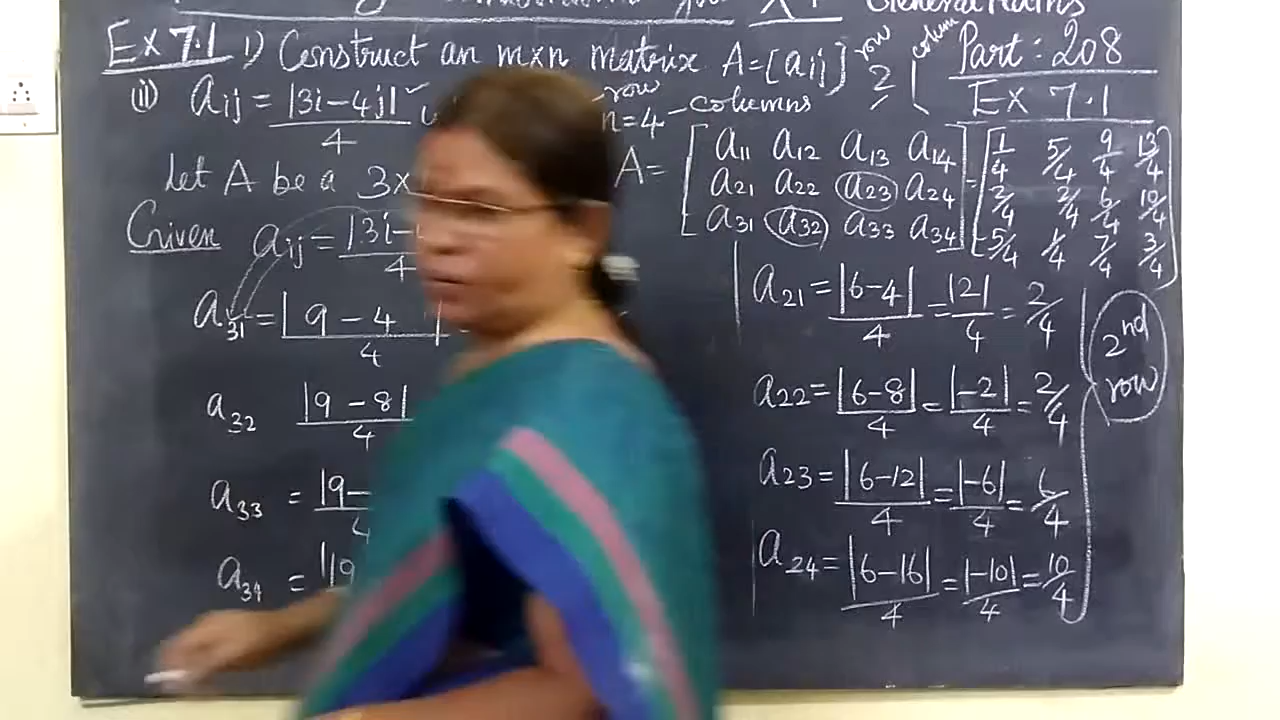 General Maths
Ex 7.1 1) Construct an m×n matrix A=[aij] row column
Part: 208
Ex 7.1
(ii) aij = |3i-4j| / 4
row
n=4 - columns
let A be a 3×
A= [a11 a12 a13 a14] = [1/4 5/4 9/4 13/4]
[a21 a22 a23 a24] [2/4 2/4 6/4 10/4]
[a31 a32 a33 a34] [5/4 1/4 7/4 3/4]
Given aij = |3i- / 4
a31 = |9-4 | / 4
a32 |9-8| / 4
a33 = |9-
a34 = |9
a21 = |6-4| / 4 = |2| / 4 = 2/4
a22 = |6-8| / 4 = |-2| / 4 = 2/4
a23 = |6-12| / 4 = |-6| / 4 = 6/4
a24 = |6-16| / 4 = |-10| / 4 = 10/4
2nd row